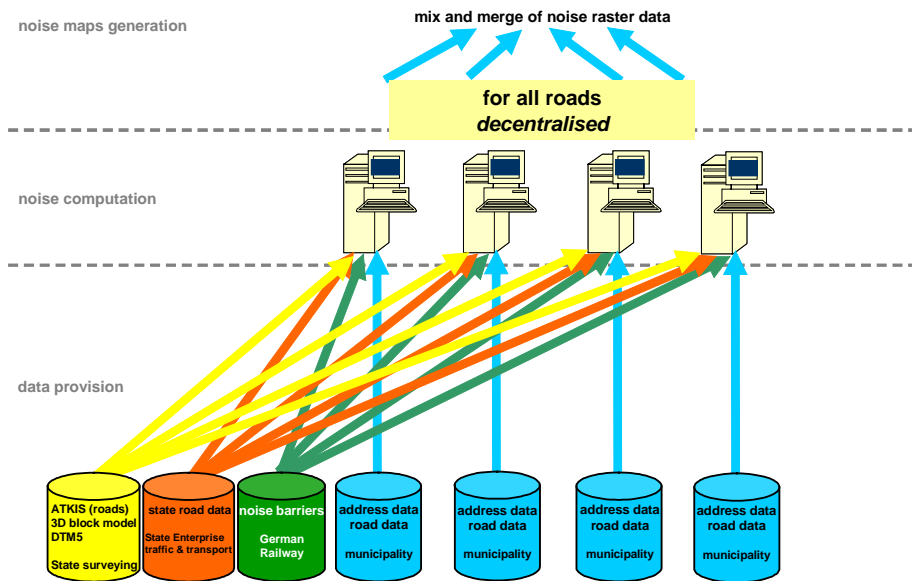 noise maps generation
mix and merge of noise raster data
for all roads
decentralised
noise computation
data provision
ATKIS (roads)
3D block model
DTM5
State surveying
state road data
State Enterprise
traffic & transport
noise barriers
German
Railway
address data
road data
municipality
address data
road data
municipality
address data
road data
municipality
address data
road data
municipality